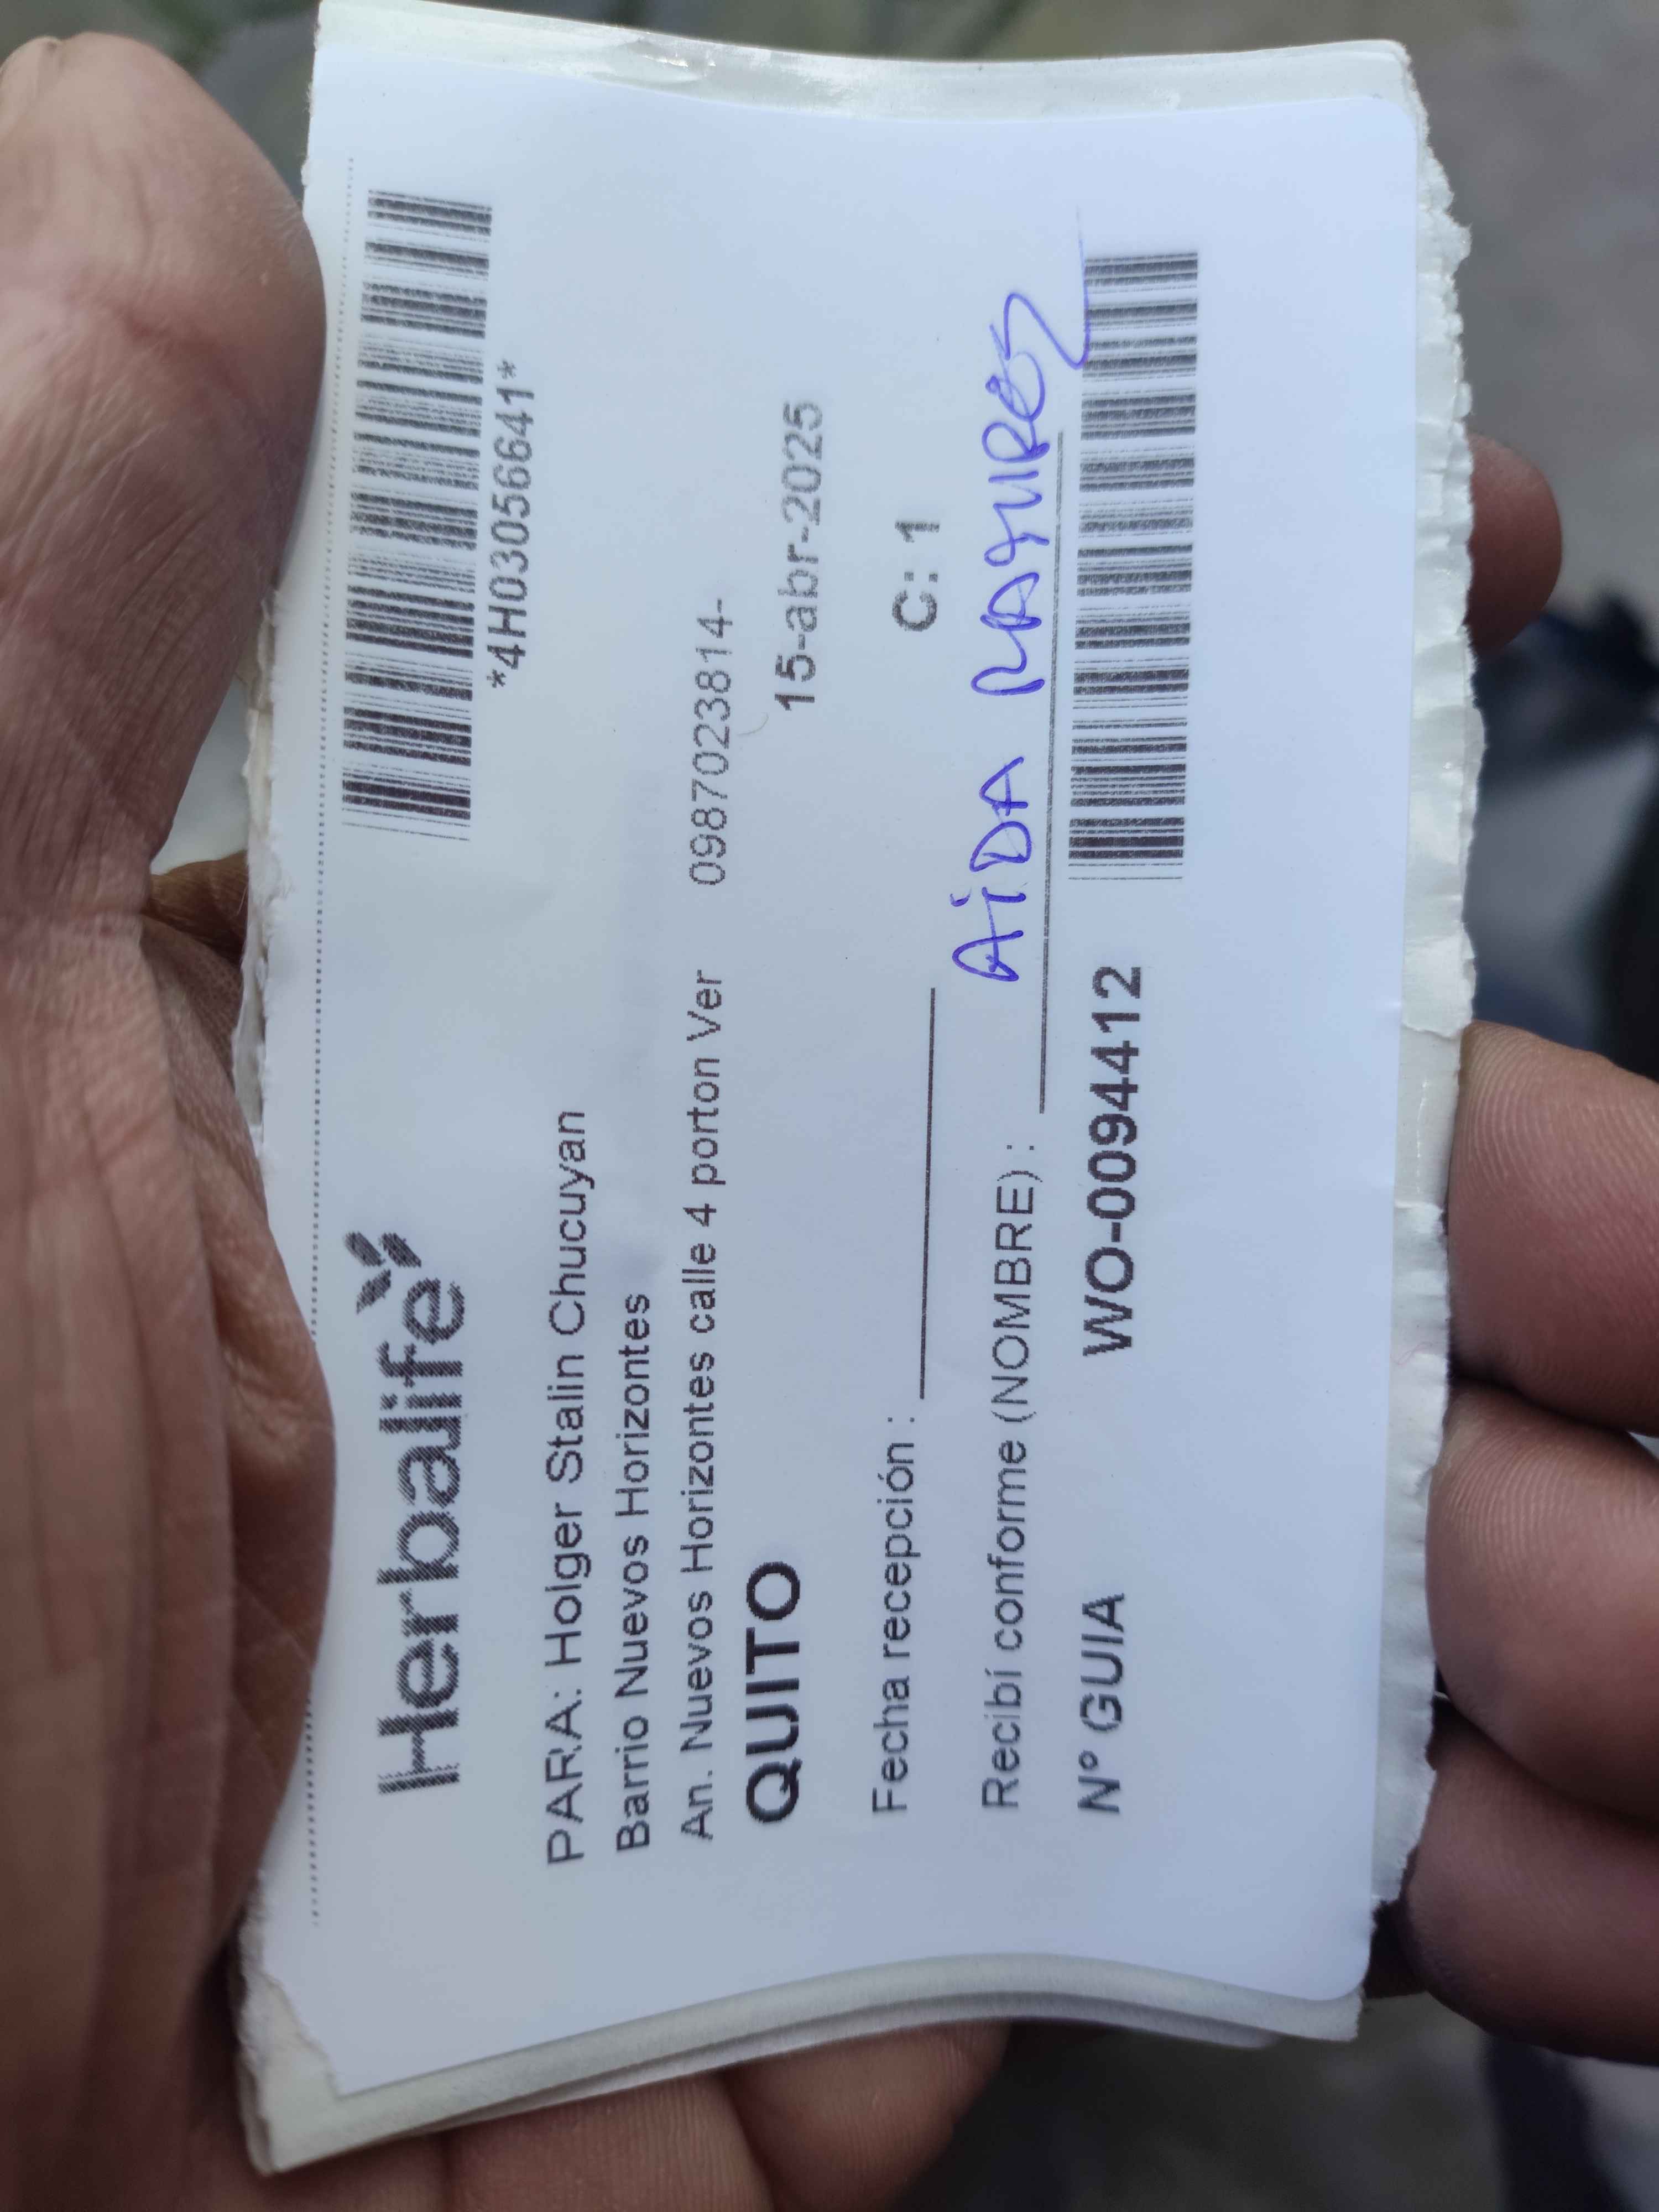 Herbalife
*4H03056641*
PARA: Holger Stalin Chucuyan
Barrio Nuevos Horizontes
An. Nuevos Horizontes calle 4 porton Ver 0987023814-
QUITO 15-abr-2025
Fecha recepción : C: 1
Recibí conforme (NOMBRE) : AiDA
N° GUIA WO-0094412